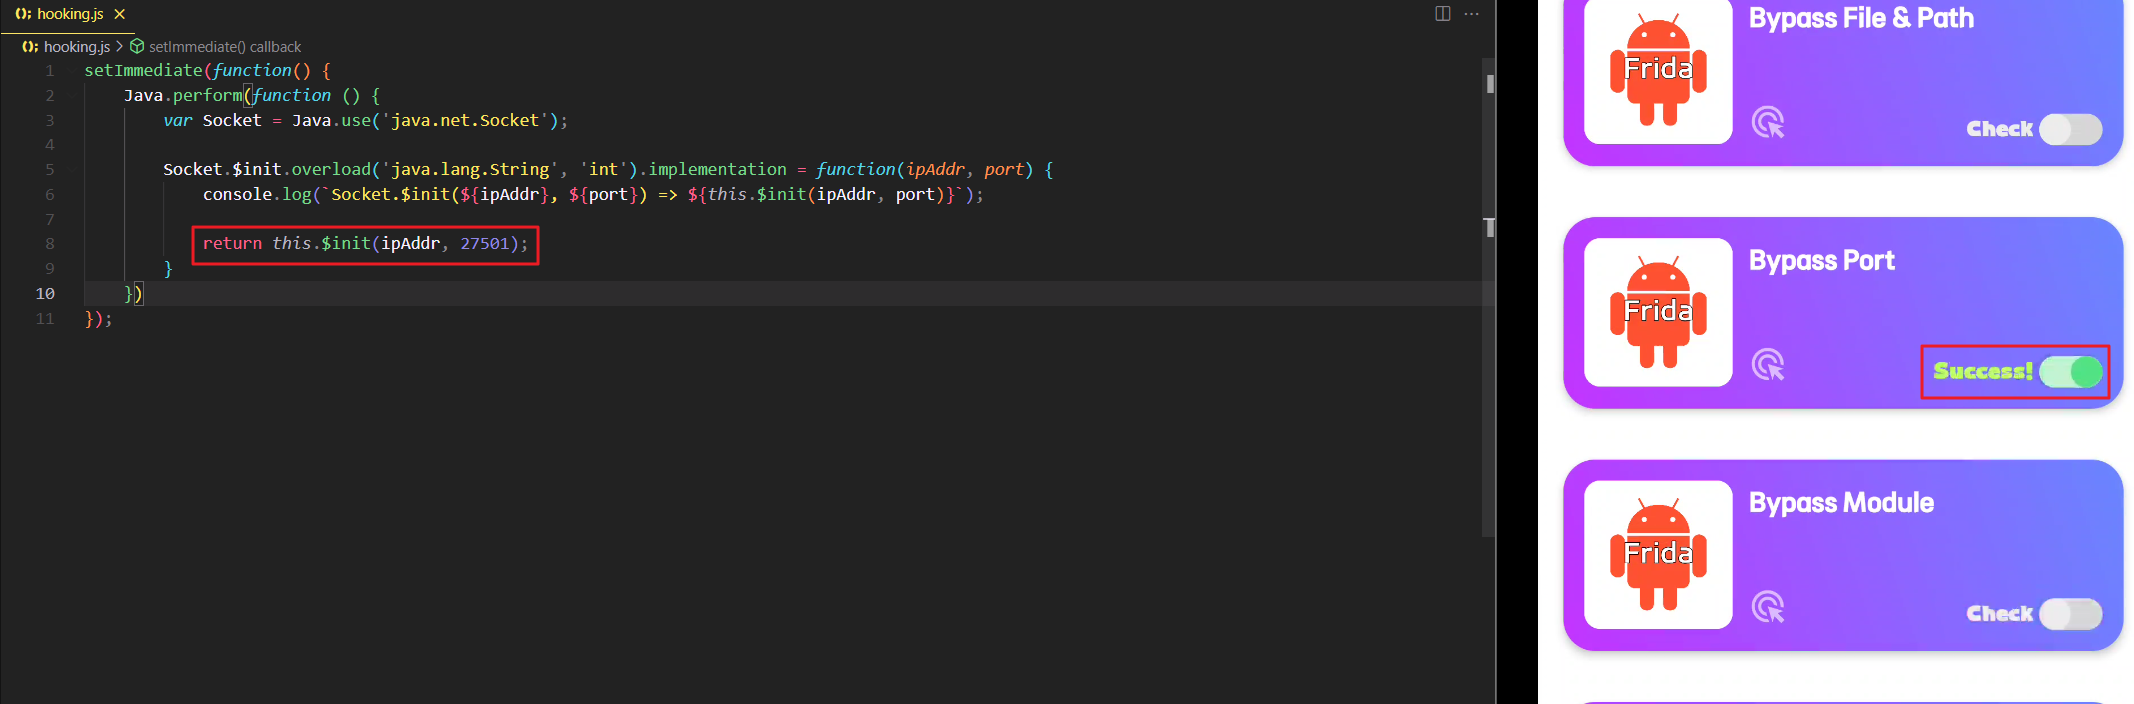 hooking.js
hooking.js > setImmediate() callback
1 setImmediate(function() {
2     Java.perform(function () {
3         var Socket = Java.use('java.net.Socket');
4
5         Socket.$init.overload('java.lang.String', 'int').implementation = function(ipAddr, port) {
6             console.log(`Socket.$init(${ipAddr}, ${port}) => ${this.$init(ipAddr, port)}`);
7
8             return this.$init(ipAddr, 27501);
9         }
10     })
11 });
Bypass File & Path
Frida
Check
Bypass Port
Frida
Success!
Bypass Module
Frida
Check